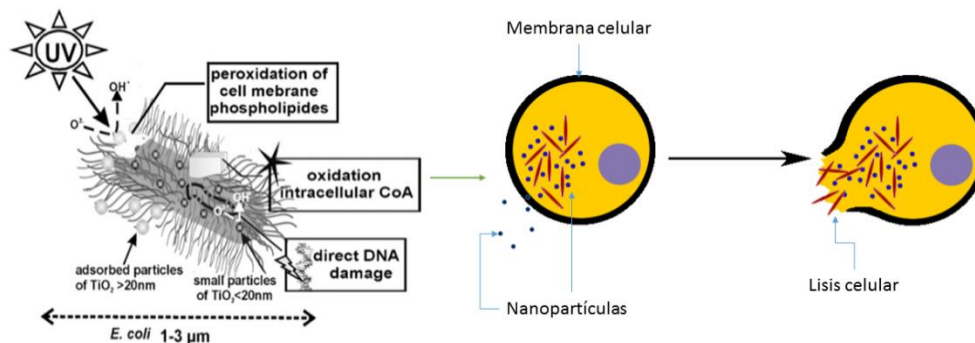 UV
OH·
O²·
peroxidation of
cell mebrane
phospholipides
oxidation
intracellular CoA
OH·
direct DNA
damage
adsorbed particles
of TiO₂ >20nm
small particles
of TiO₂<20nm
E. coli 1-3 µm
Membrana celular
Nanopartículas
Lisis celular